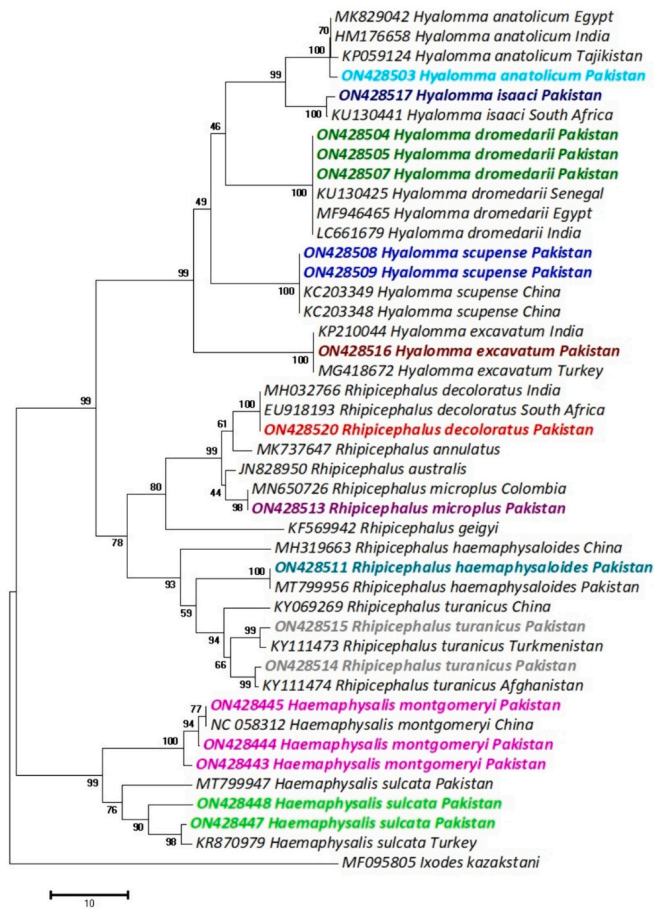 MK829042 Hyalomma anatolicum Egypt
70
HM176658 Hyalomma anatolicum India
100
KP059124 Hyalomma anatolicum Tajikistan
ON428503 Hyalomma anatolicum Pakistan
99
ON428517 Hyalomma isaaci Pakistan
100
KU130441 Hyalomma isaaci South Africa
46
ON428504 Hyalomma dromedarii Pakistan
ON428505 Hyalomma dromedarii Pakistan
ON428507 Hyalomma dromedarii Pakistan
100
KU130425 Hyalomma dromedarii Senegal
49
MF946465 Hyalomma dromedarii Egypt
LC661679 Hyalomma dromedarii India
ON428508 Hyalomma scupense Pakistan
99
ON428509 Hyalomma scupense Pakistan
100
KC203349 Hyalomma scupense China
KC203348 Hyalomma scupense China
KP210044 Hyalomma excavatum India
ON428516 Hyalomma excavatum Pakistan
100
MG418672 Hyalomma excavatum Turkey
MH032766 Rhipicephalus decoloratus India
99
100
EU918193 Rhipicephalus decoloratus South Africa
61
ON428520 Rhipicephalus decoloratus Pakistan
99
MK737647 Rhipicephalus annulatus
JN828950 Rhipicephalus australis
80
44
MN650726 Rhipicephalus microplus Colombia
98
ON428513 Rhipicephalus microplus Pakistan
KF569942 Rhipicephalus geigyi
78
MH319663 Rhipicephalus haemaphysaloides China
ON428511 Rhipicephalus haemaphysaloides Pakistan
93
100
MT799956 Rhipicephalus haemaphysaloides Pakistan
59
KY069269 Rhipicephalus turanicus China
ON428515 Rhipicephalus turanicus Pakistan
94
99
KY111473 Rhipicephalus turanicus Turkmenistan
66
ON428514 Rhipicephalus turanicus Pakistan
99
KY111474 Rhipicephalus turanicus Afghanistan
ON428445 Haemaphysalis montgomeryi Pakistan
77
NC 058312 Haemaphysalis montgomeryi China
94
ON428444 Haemaphysalis montgomeryi Pakistan
100
ON428443 Haemaphysalis montgomeryi Pakistan
99
MT799947 Haemaphysalis sulcata Pakistan
76
ON428448 Haemaphysalis sulcata Pakistan
90
ON428447 Haemaphysalis sulcata Pakistan
98
KR870979 Haemaphysalis sulcata Turkey
MF095805 Ixodes kazakstani
10